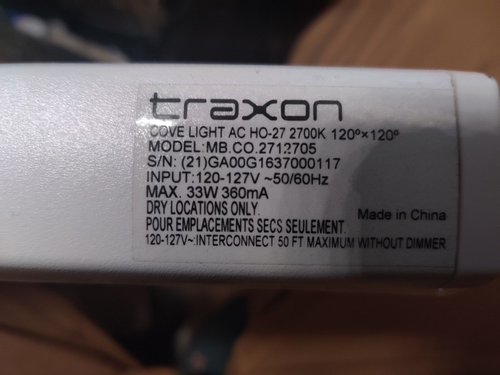 traxon
COVE LIGHT AC HO-27 2700K 120º×120º
MODEL:MB.CO.2712705
S/N: (21)GA00G1637000117
INPUT:120-127V ~50/60Hz
MAX. 33W 360mA
DRY LOCATIONS ONLY.
Made in China
POUR EMPLACEMENTS SECS SEULEMENT.
120-127V~:INTERCONNECT 50 FT MAXIMUM WITHOUT DIMMER